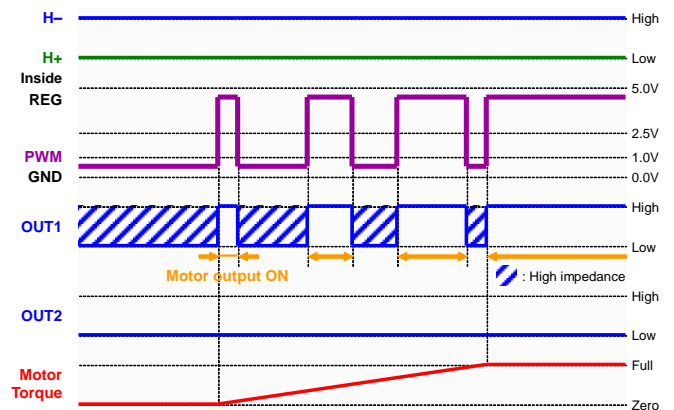 H–
High
H+
Low
Inside
REG
5.0V
2.5V
PWM
1.0V
GND
0.0V
High
OUT1
Low
Motor output ON
: High impedance
High
OUT2
Low
Full
Motor
Torque
Zero